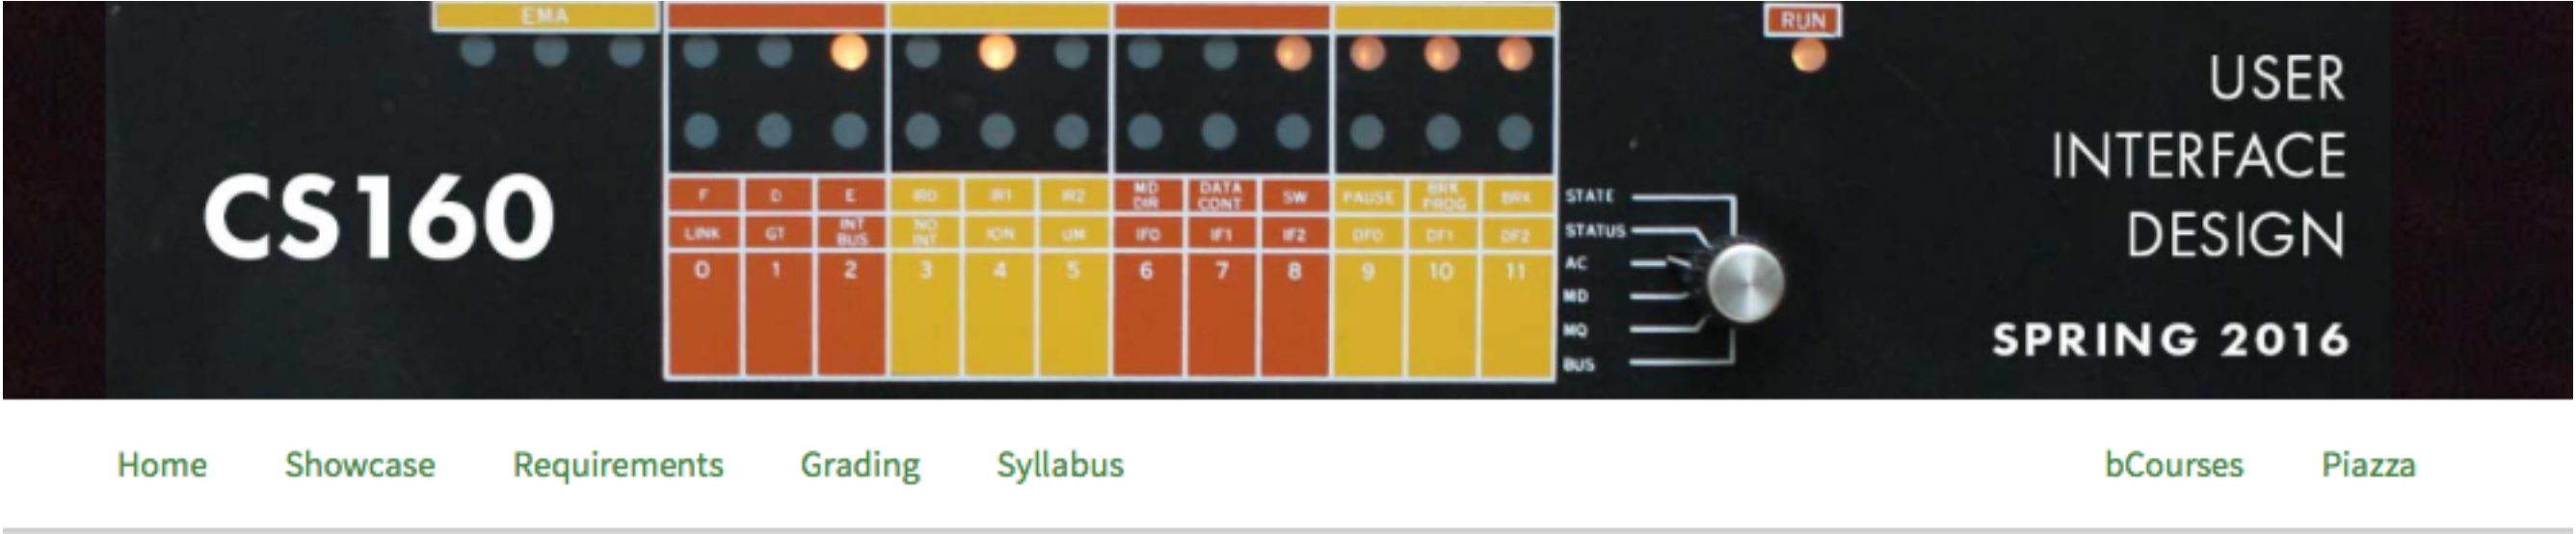 EMA
RUN
CS160
USER
INTERFACE
DESIGN
SPRING 2016
F D E IR0 IR1 IR2 MD DIR DATA CONT SW PAUSE BRK PROG BRK
LINK GT INT BUS NO INT ION UM IF0 IF1 IF2 DF0 DF1 DF2
0 1 2 3 4 5 6 7 8 9 10 11
STATE
STATUS
AC
MD
MQ
BUS
Home Showcase Requirements Grading Syllabus bCourses Piazza